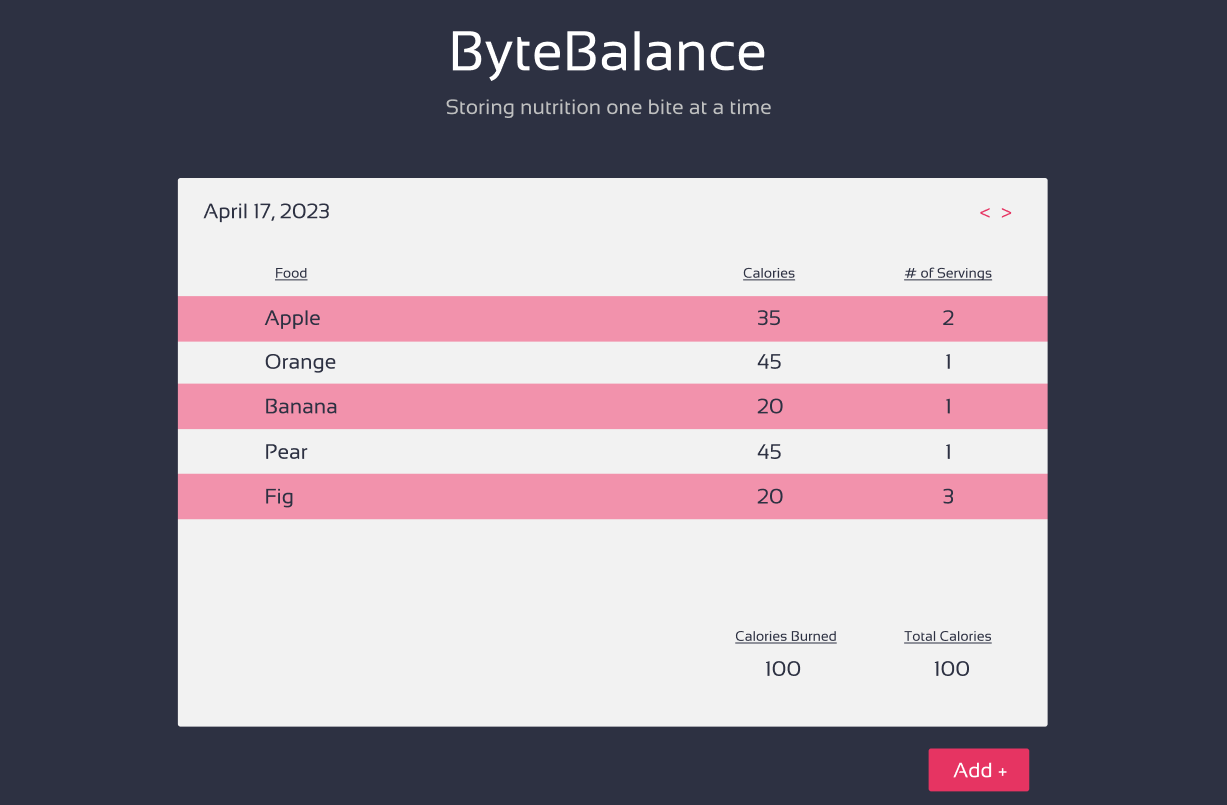 ByteBalance
Storing nutrition one bite at a time
April 17, 2023 < >
Food Calories # of Servings
Apple 35 2
Orange 45 1
Banana 20 1
Pear 45 1
Fig 20 3
Calories Burned Total Calories
100 100
Add +